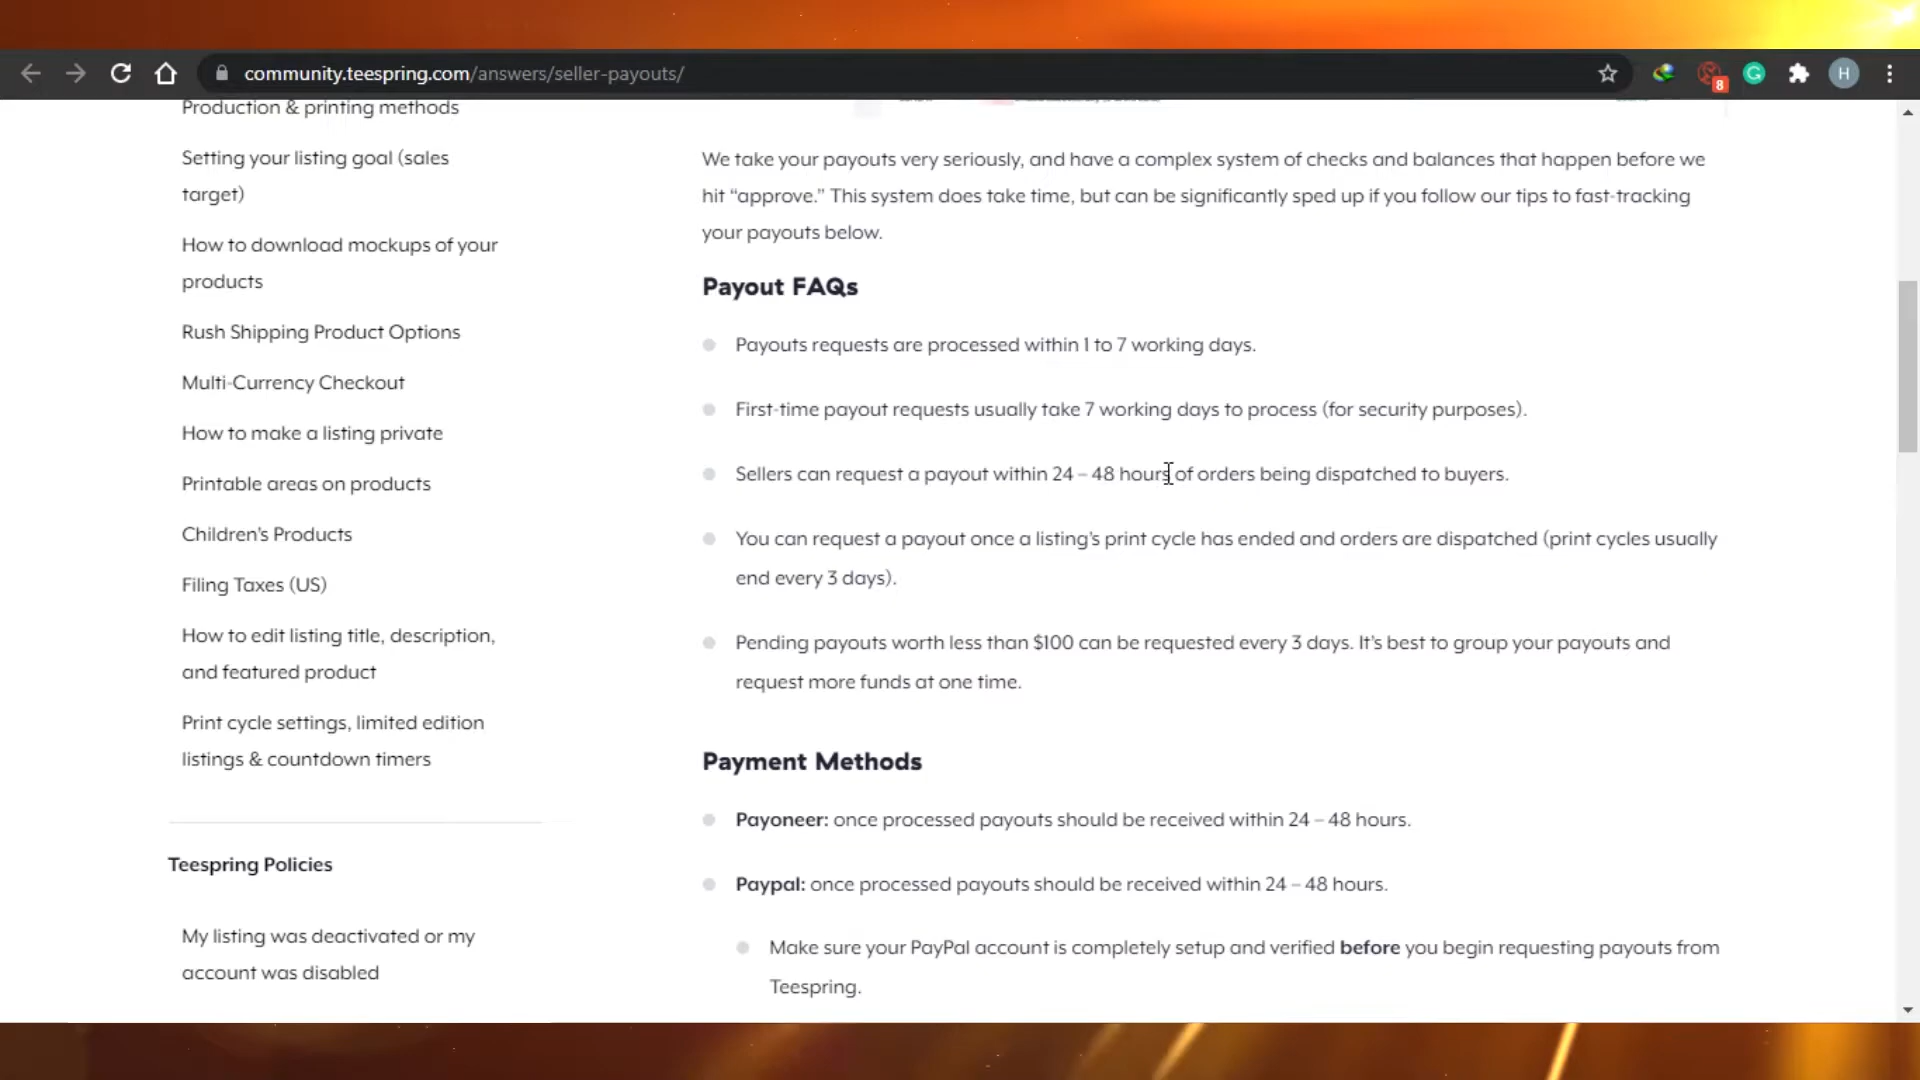 community.teespring.com/answers/seller-payouts/
8
H
Production & printing methods
Setting your listing goal (sales
target)
How to download mockups of your
products
Rush Shipping Product Options
Multi-Currency Checkout
How to make a listing private
Printable areas on products
Children's Products
Filing Taxes (US)
How to edit listing title, description,
and featured product
Print cycle settings, limited edition
listings & countdown timers
Teespring Policies
My listing was deactivated or my
account was disabled
We take your payouts very seriously, and have a complex system of checks and balances that happen before we
hit “approve.” This system does take time, but can be significantly sped up if you follow our tips to fast-tracking
your payouts below.
Payout FAQs
Payouts requests are processed within 1 to 7 working days.
First-time payout requests usually take 7 working days to process (for security purposes).
Sellers can request a payout within 24 – 48 hours of orders being dispatched to buyers.
You can request a payout once a listing's print cycle has ended and orders are dispatched (print cycles usually
end every 3 days).
Pending payouts worth less than $100 can be requested every 3 days. It's best to group your payouts and
request more funds at one time.
Payment Methods
Payoneer: once processed payouts should be received within 24 – 48 hours.
Paypal: once processed payouts should be received within 24 – 48 hours.
Make sure your PayPal account is completely setup and verified before you begin requesting payouts from
Teespring.